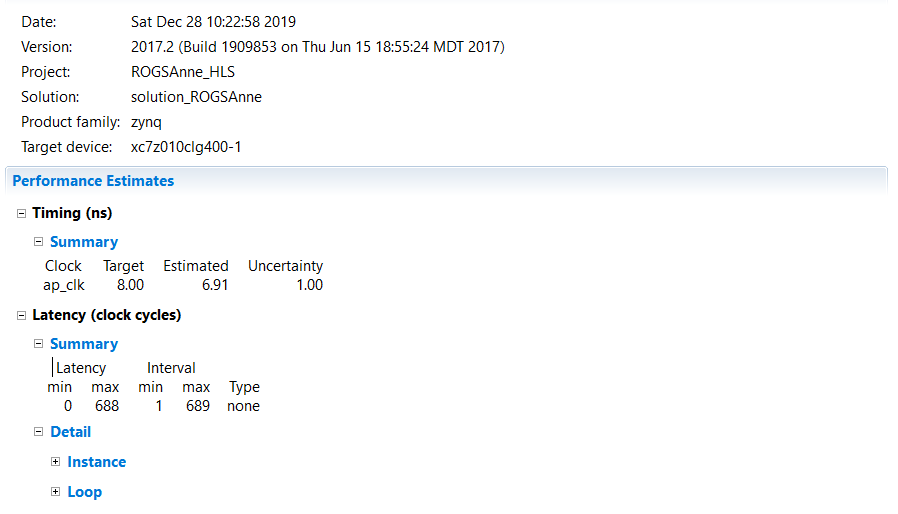 Date: Sat Dec 28 10:22:58 2019
Version: 2017.2 (Build 1909853 on Thu Jun 15 18:55:24 MDT 2017)
Project: ROGSAnne_HLS
Solution: solution_ROGSAnne
Product family: zynq
Target device: xc7z010clg400-1
Performance Estimates
Timing (ns)
Summary
Clock Target Estimated Uncertainty
ap_clk 8.00 6.91 1.00
Latency (clock cycles)
Summary
Latency Interval
min max min max Type
0 688 1 689 none
Detail
Instance
Loop